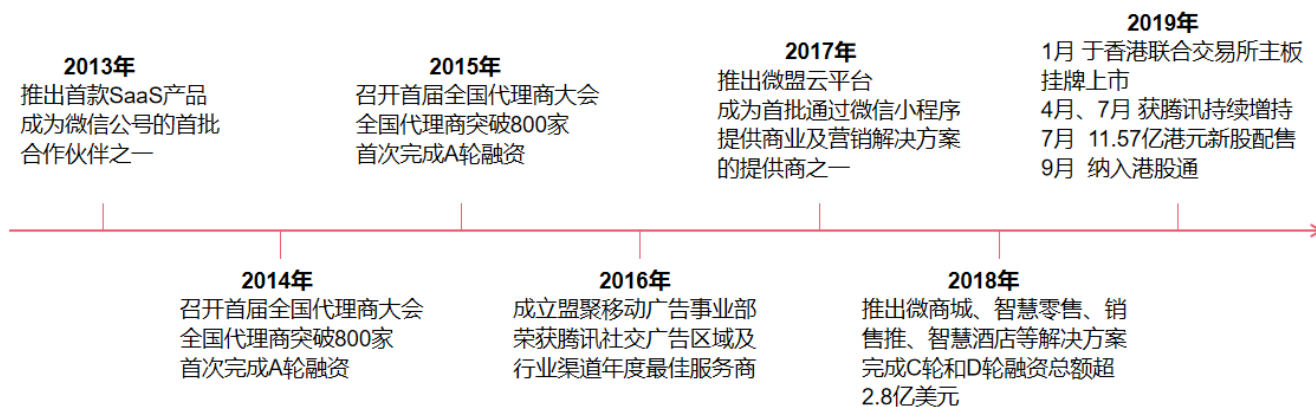 2013年
推出首款SaaS产品
成为微信公号的首批
合作伙伴之一
2014年
召开首届全国代理商大会
全国代理商突破800家
首次完成A轮融资
2015年
召开首届全国代理商大会
全国代理商突破800家
首次完成A轮融资
2016年
成立盟聚移动广告事业部
荣获腾讯社交广告区域及
行业渠道年度最佳服务商
2017年
推出微盟云平台
成为首批通过微信小程序
提供商业及营销解决方案
的提供商之一
2018年
推出微商城、智慧零售、销
售推、智慧酒店等解决方案
完成C轮和D轮融资总额超
2.8亿美元
2019年
1月 于香港联合交易所主板
挂牌上市
4月、7月 获腾讯持续增持
7月 11.57亿港元新股配售
9月 纳入港股通